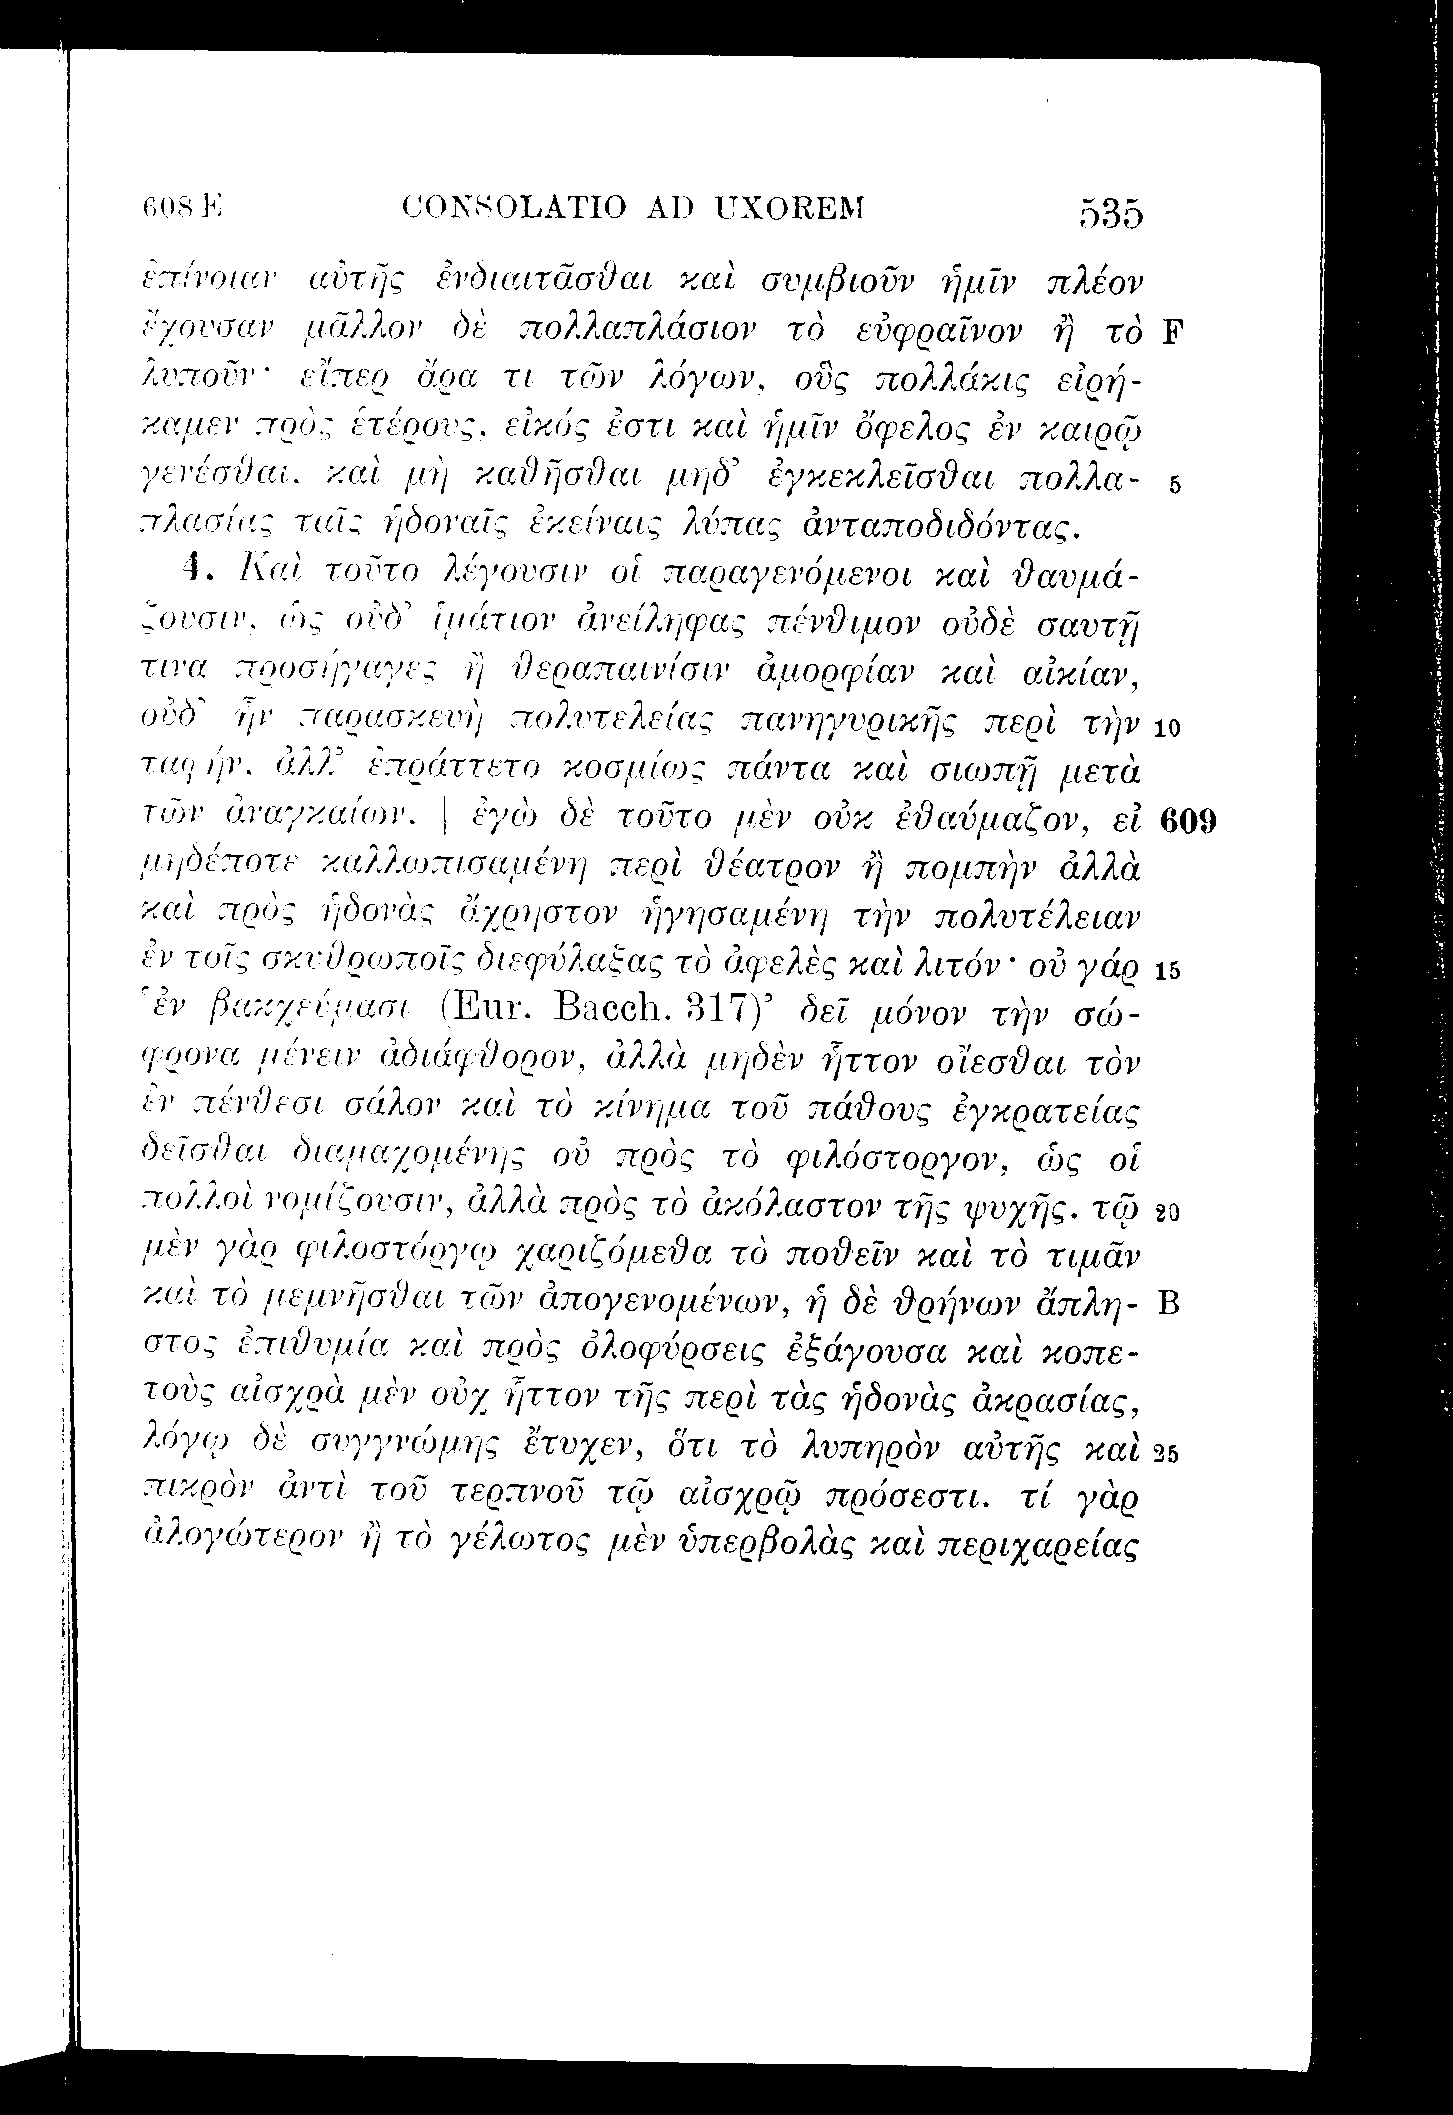 608 E CONSOLATIO AD UXOREM 535
ἐπίνοιαν αὐτῆς ἐνδιαιτᾶσθαι καὶ συμβιοῦν ἡμῖν πλέον
ἔχουσαν μᾶλλον δὲ πολλαπλάσιον τὸ εὐφραῖνον ἢ τὸ F
λυποῦν· εἴπερ ἄρα τι τῶν λόγων, οὓς πολλάκις εἰρή-
καμεν πρὸς ἑτέρους, εἰκός ἐστι καὶ ἡμῖν ὄφελος ἐν καιρῷ
γενέσθαι, καὶ μὴ καθῆσθαι μηδ’ ἐγκεκλεῖσθαι πολλα- 5
πλασίας ταῖς ἡδοναῖς ἐκείναις λύπας ἀνταποδιδόντας.
4. Καὶ τοῦτο λέγουσιν οἱ παραγενόμενοι καὶ θαυμά-
ζουσιν, ὡς οὐδ’ ἱμάτιον ἀνείληφας πένθιμον οὐδὲ σαυτῇ
τινα προσήγαγες ἢ θεραπαινίσιν ἀμορφίαν καὶ αἰκίαν,
οὐδ’ ἦν παρασκευὴ πολυτελείας πανηγυρικῆς περὶ τὴν 10
ταφήν, ἀλλ’ ἐπράττετο κοσμίως πάντα καὶ σιωπῇ μετὰ
τῶν ἀναγκαίων. | ἐγὼ δὲ τοῦτο μὲν οὐκ ἐθαύμαζον, εἰ 609
μηδέποτε καλλωπισαμένη περὶ θέατρον ἢ πομπὴν ἀλλὰ
καὶ πρὸς ἡδονὰς ἄχρηστον ἡγησαμένη τὴν πολυτέλειαν
ἐν τοῖς σκυθρωποῖς διεφύλαξας τὸ ἀφελὲς καὶ λιτόν· οὐ γάρ 15
‘ἐν βακχεύμασι (Eur. Bacch. 317)’ δεῖ μόνον τὴν σώ-
φρονα μένειν ἀδιάφθορον, ἀλλὰ μηδὲν ἧττον οἴεσθαι τὸν
ἐν πένθεσι σάλον καὶ τὸ κίνημα τοῦ πάθους ἐγκρατείας
δεῖσθαι διαμαχομένης οὐ πρὸς τὸ φιλόστοργον, ὡς οἱ
πολλοὶ νομίζουσιν, ἀλλὰ πρὸς τὸ ἀκόλαστον τῆς ψυχῆς. τῷ 20
μὲν γὰρ φιλοστόργῳ χαριζόμεθα τὸ ποθεῖν καὶ τὸ τιμᾶν
καὶ τὸ μεμνῆσθαι τῶν ἀπογενομένων, ἡ δὲ θρήνων ἄπλη- B
στος ἐπιθυμία καὶ πρὸς ὀλοφύρσεις ἐξάγουσα καὶ κοπε-
τοὺς αἰσχρὰ μὲν οὐχ ἧττον τῆς περὶ τὰς ἡδονὰς ἀκρασίας,
λόγῳ δὲ συγγνώμης ἔτυχεν, ὅτι τὸ λυπηρὸν αὐτῆς καὶ 25
πικρὸν ἀντὶ τοῦ τερπνοῦ τῷ αἰσχρῷ πρόσεστι. τί γὰρ
ἀλογώτερον ἢ τὸ γέλωτος μὲν ὑπερβολὰς καὶ περιχαρείας